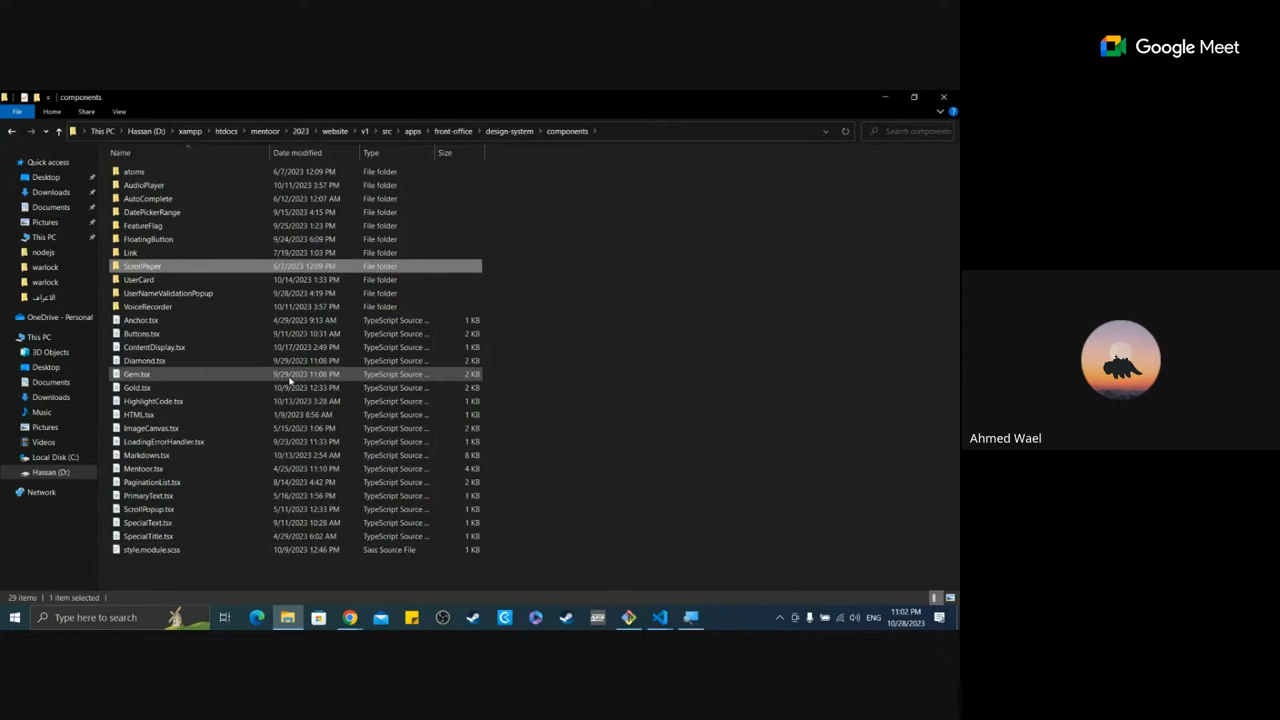 Google Meet
components
File
Home
Share
View
This PC
Hassan (D:)
xampp
htdocs
mentoor
2023
website
v1
src
apps
front-office
design-system
components
Search components
Name
Date modified
Type
Size
Quick access
Desktop
Downloads
Documents
Pictures
This PC
nodejs
warlock
warlock
الاعراف
OneDrive - Personal
This PC
3D Objects
Desktop
Documents
Downloads
Music
Pictures
Videos
Local Disk (C:)
Hassan (D:)
Network
atoms 6/7/2023 12:09 PM File folder
AudioPlayer 10/11/2023 3:57 PM File folder
AutoComplete 6/12/2023 12:07 AM File folder
DatePickerRange 9/15/2023 4:15 PM File folder
FeatureFlag 9/25/2023 1:23 PM File folder
FloatingButton 9/24/2023 6:09 PM File folder
Link 7/19/2023 1:03 PM File folder
ScrollPaper 6/7/2023 12:09 PM File folder
UserCard 10/14/2023 1:33 PM File folder
UserNameValidationPopup 9/28/2023 4:19 PM File folder
VoiceRecorder 10/11/2023 3:57 PM File folder
Anchor.tsx 4/29/2023 9:13 AM TypeScript Source ... 1 KB
Buttons.tsx 9/11/2023 10:31 AM TypeScript Source ... 2 KB
ContentDisplay.tsx 10/17/2023 2:49 PM TypeScript Source ... 1 KB
Diamond.tsx 9/29/2023 11:08 PM TypeScript Source ... 2 KB
Gem.tsx 9/29/2023 11:08 PM TypeScript Source ... 2 KB
Gold.tsx 10/9/2023 12:33 PM TypeScript Source ... 2 KB
HighlightCode.tsx 10/13/2023 3:28 AM TypeScript Source ... 1 KB
HTML.tsx 1/9/2023 8:56 AM TypeScript Source ... 1 KB
ImageCanvas.tsx 5/15/2023 1:06 PM TypeScript Source ... 1 KB
LoadingErrorHandler.tsx 9/23/2023 11:33 PM TypeScript Source ... 1 KB
Markdown.tsx 10/13/2023 2:54 AM TypeScript Source ... 8 KB
Mentoor.tsx 4/25/2023 11:10 PM TypeScript Source ... 4 KB
PaginationList.tsx 8/14/2023 4:42 PM TypeScript Source ... 2 KB
PrimaryText.tsx 5/16/2023 1:56 PM TypeScript Source ... 1 KB
ScrollPopup.tsx 5/11/2023 12:33 PM TypeScript Source ... 1 KB
SpecialText.tsx 9/11/2023 10:28 AM TypeScript Source ... 1 KB
SpecialTitle.tsx 4/29/2023 6:02 AM TypeScript Source ... 1 KB
style.module.scss 10/9/2023 12:46 PM Sass Source File 1 KB
Ahmed Wael
29 items
1 item selected
Type here to search
ENG
11:02 PM
10/28/2023